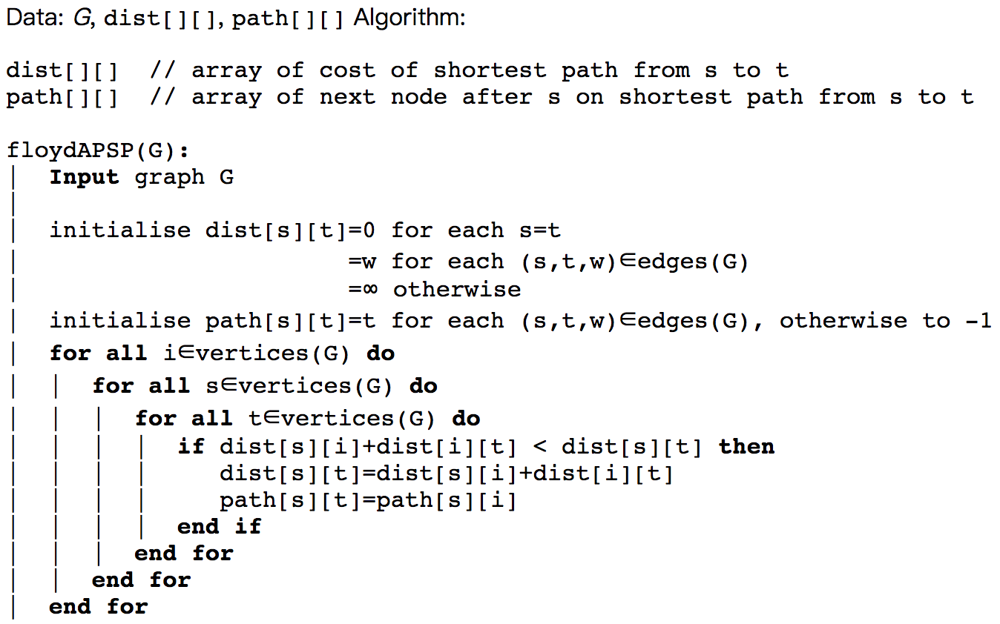 Data: G, dist[][], path[][] Algorithm:
dist[][]  // array of cost of shortest path from s to t
path[][]  // array of next node after s on shortest path from s to t
floydAPSP(G):
|  Input graph G
|
|  initialise dist[s][t]=0 for each s=t
|                       =w for each (s,t,w)∈edges(G)
|                       =∞ otherwise
|  initialise path[s][t]=t for each (s,t,w)∈edges(G), otherwise to -1
|  for all i∈vertices(G) do
|  |  for all s∈vertices(G) do
|  |  |  for all t∈vertices(G) do
|  |  |  |  if dist[s][i]+dist[i][t] < dist[s][t] then
|  |  |  |     dist[s][t]=dist[s][i]+dist[i][t]
|  |  |  |     path[s][t]=path[s][i]
|  |  |  |  end if
|  |  |  end for
|  |  end for
|  end for